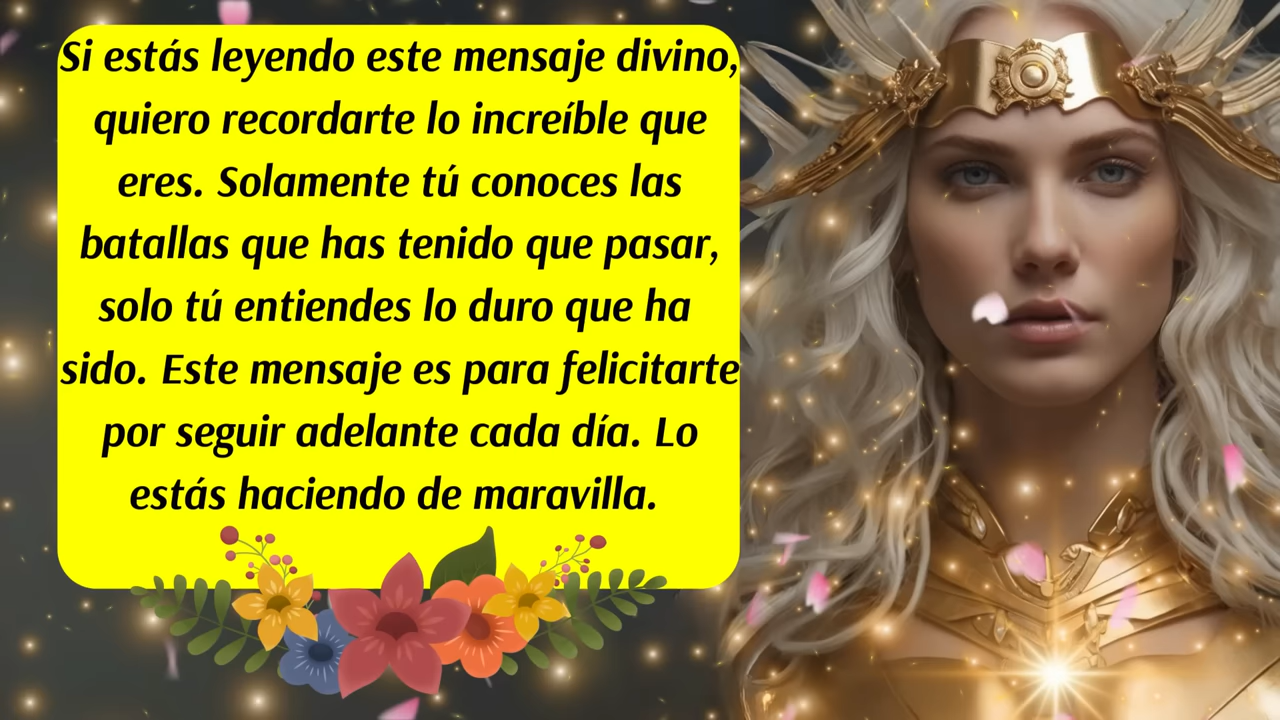 Si estás leyendo este mensaje divino,
quiero recordarte lo increíble que
eres. Solamente tú conoces las
batallas que has tenido que pasar,
solo tú entiendes lo duro que ha
sido. Este mensaje es para felicitarte
por seguir adelante cada día. Lo
estás haciendo de maravilla.